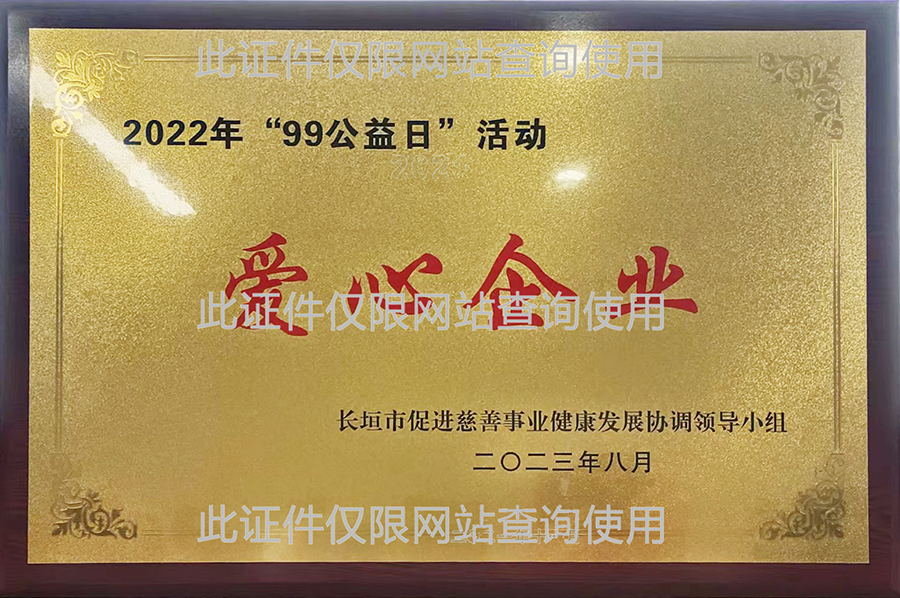 此证件仅限网站查询使用
2022年“99公益日”活动
爱心企业
此证件仅限网站查询使用
长垣市促进慈善事业健康发展协调领导小组
二〇二三年八月
此证件仅限网站查询使用